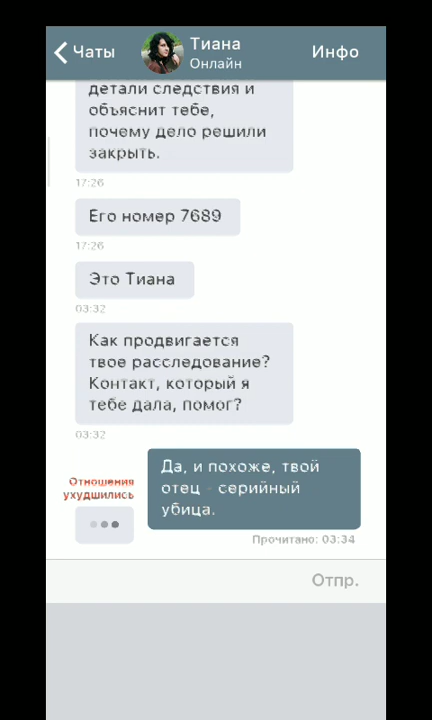 Чаты
Тиана
Онлайн
Инфо
детали следствия и
объяснит тебе,
почему дело решили
закрыть.
17:26
Его номер 7689
17:26
Это Тиана
03:32
Как продвигается
твое расследование?
Контакт, который я
тебе дала, помог?
03:32
Да, и похоже, твой
отец - серийный
убица.
Отношения
ухудшились
Прочитано: 03:34
Отпр.